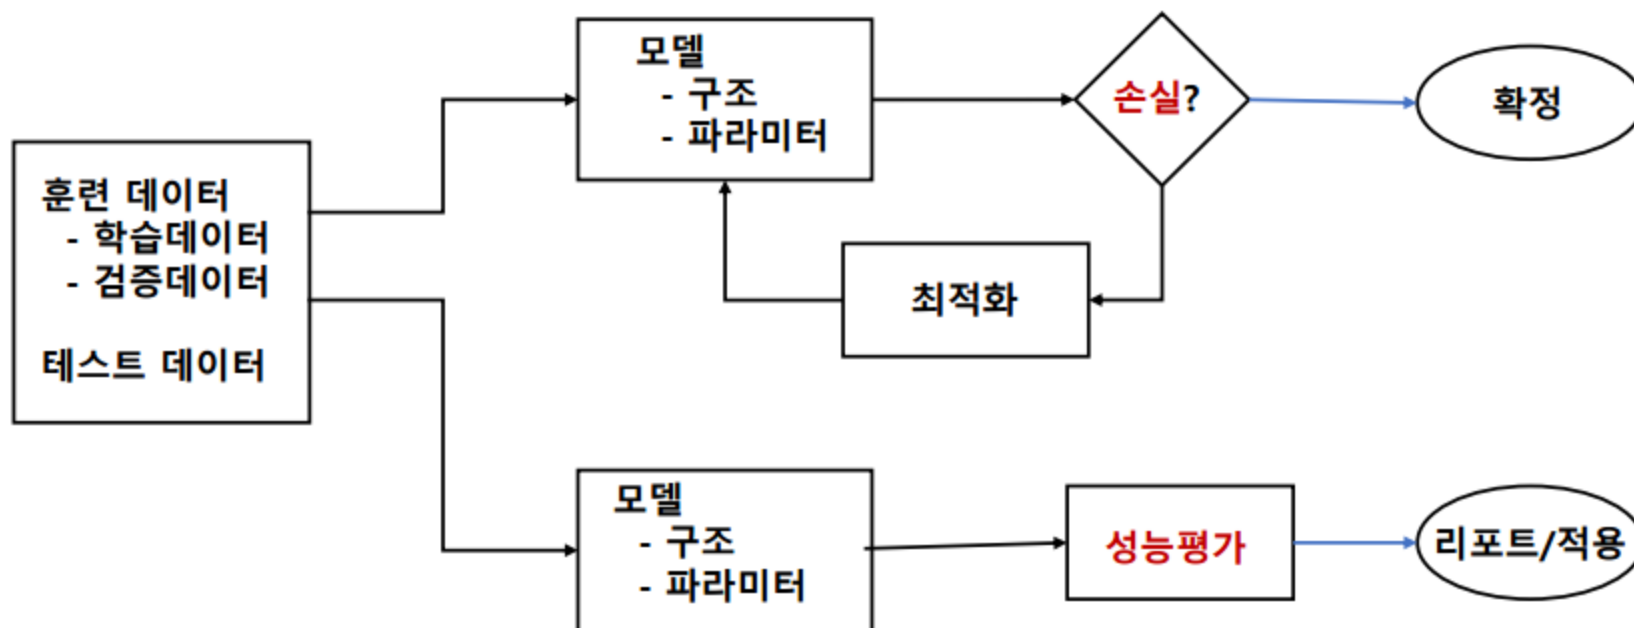 훈련 데이터
- 학습데이터
- 검증데이터
테스트 데이터
모델
- 구조
- 파라미터
손실?
확정
최적화
모델
- 구조
- 파라미터
성능평가
리포트/적용